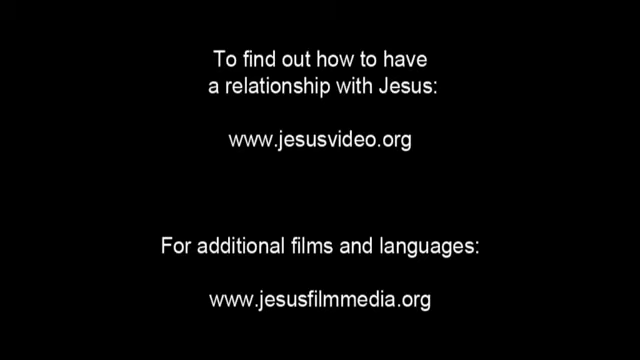 To find out how to have
a relationship with Jesus:
www.jesusvideo.org
For additional films and languages:
www.jesusfilmmedia.org